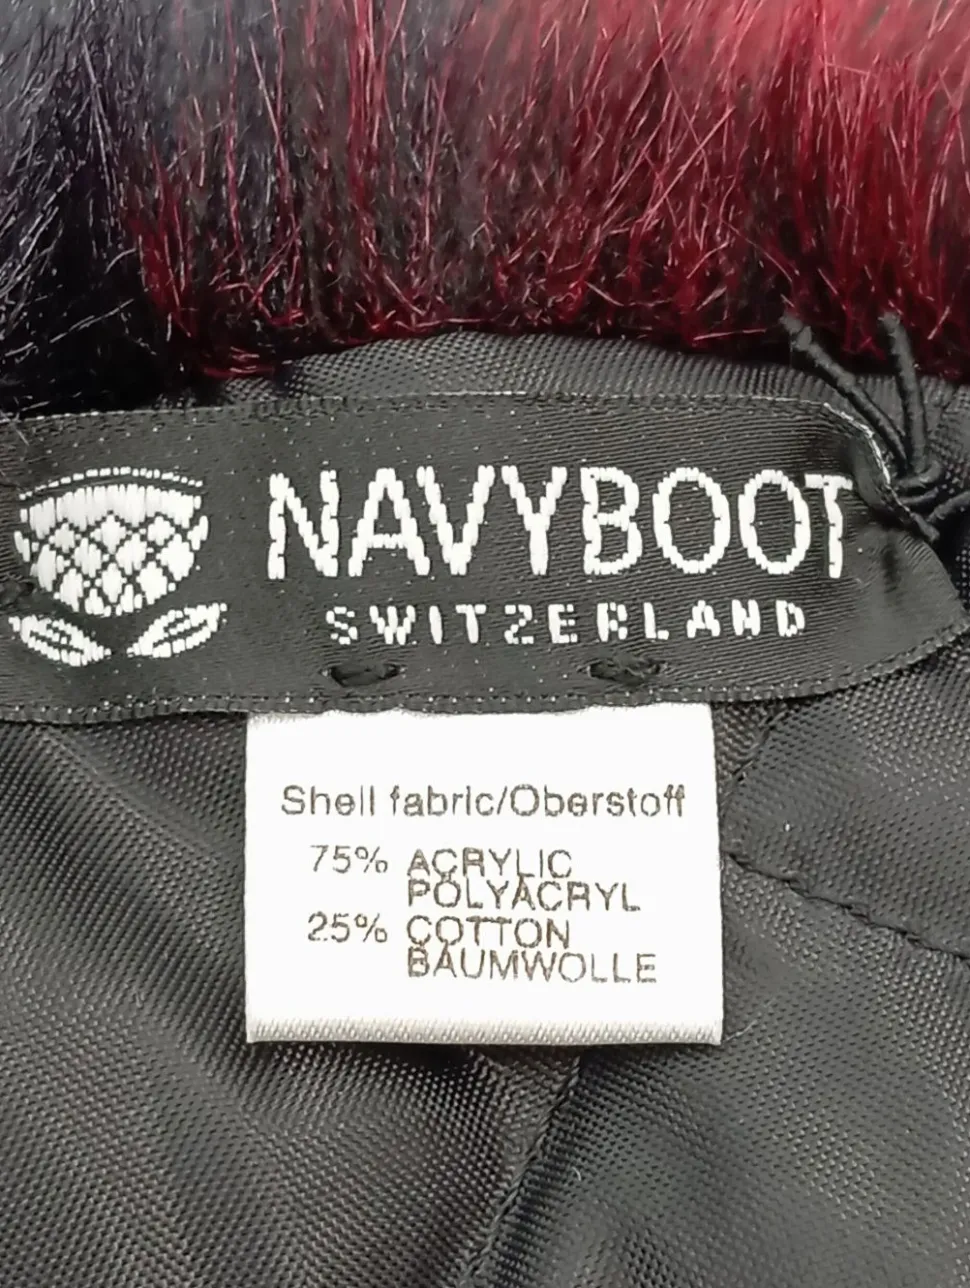 NAVYBOOT
SWITZERLAND
Shell fabric/Oberstoff
75% ACRYLIC
POLYACRYL
25% COTTON
BAUMWOLLE